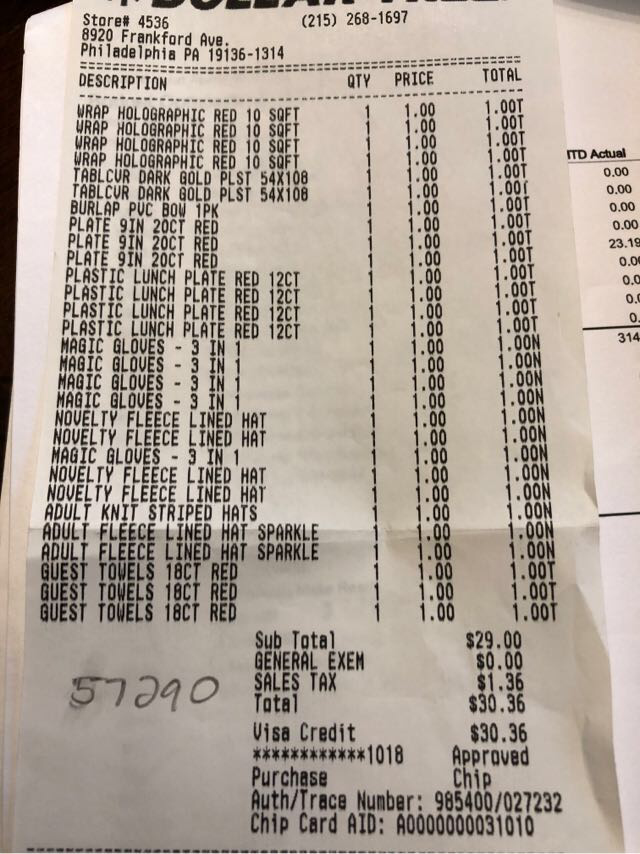 Store# 4536 (215) 268-1697
8920 Frankford Ave.
Philadelphia PA 19136-1314
DESCRIPTION QTY PRICE TOTAL
WRAP HOLOGRAPHIC RED 10 SQFT 1 1.00 1.00T
WRAP HOLOGRAPHIC RED 10 SQFT 1 1.00 1.00T
WRAP HOLOGRAPHIC RED 10 SQFT 1 1.00 1.00T
WRAP HOLOGRAPHIC RED 10 SQFT 1 1.00 1.00T
TABLCVR DARK GOLD PLST 54X108 1 1.00 1.00T
TABLCVR DARK GOLD PLST 54X108 1 1.00 1.00T
BURLAP PVC BOW 1PK 1 1.00 1.00T
PLATE 9IN 20CT RED 1 1.00 1.00T
PLATE 9IN 20CT RED 1 1.00 1.00T
PLATE 9IN 20CT RED 1 1.00 1.00T
PLASTIC LUNCH PLATE RED 12CT 1 1.00 1.00T
PLASTIC LUNCH PLATE RED 12CT 1 1.00 1.00T
PLASTIC LUNCH PLATE RED 12CT 1 1.00 1.00T
PLASTIC LUNCH PLATE RED 12CT 1 1.00 1.00T
MAGIC GLOVES - 3 IN 1 1 1.00 1.00N
MAGIC GLOVES - 3 IN 1 1 1.00 1.00N
MAGIC GLOVES - 3 IN 1 1 1.00 1.00N
MAGIC GLOVES - 3 IN 1 1 1.00 1.00N
NOVELTY FLEECE LINED HAT 1 1.00 1.00N
NOVELTY FLEECE LINED HAT 1 1.00 1.00N
MAGIC GLOVES - 3 IN 1 1 1.00 1.00N
NOVELTY FLEECE LINED HAT 1 1.00 1.00N
NOVELTY FLEECE LINED HAT 1 1.00 1.00N
ADULT KNIT STRIPED HATS 1 1.00 1.00N
ADULT FLEECE LINED HAT SPARKLE 1 1.00 1.00N
ADULT FLEECE LINED HAT SPARKLE 1 1.00 1.00N
GUEST TOWELS 18CT RED 1 1.00 1.00T
GUEST TOWELS 18CT RED 1 1.00 1.00T
GUEST TOWELS 18CT RED 1 1.00 1.00T
Sub Total $29.00
GENERAL EXEM $0.00
SALES TAX $1.36
Total $30.36
57290
Visa Credit $30.36
************1018 Approved
Purchase Chip
Auth/Trace Number: 985400/027232
Chip Card AID: A0000000031010
ITD Actual
0.00
0.00
0.00
0.00
23.19
314